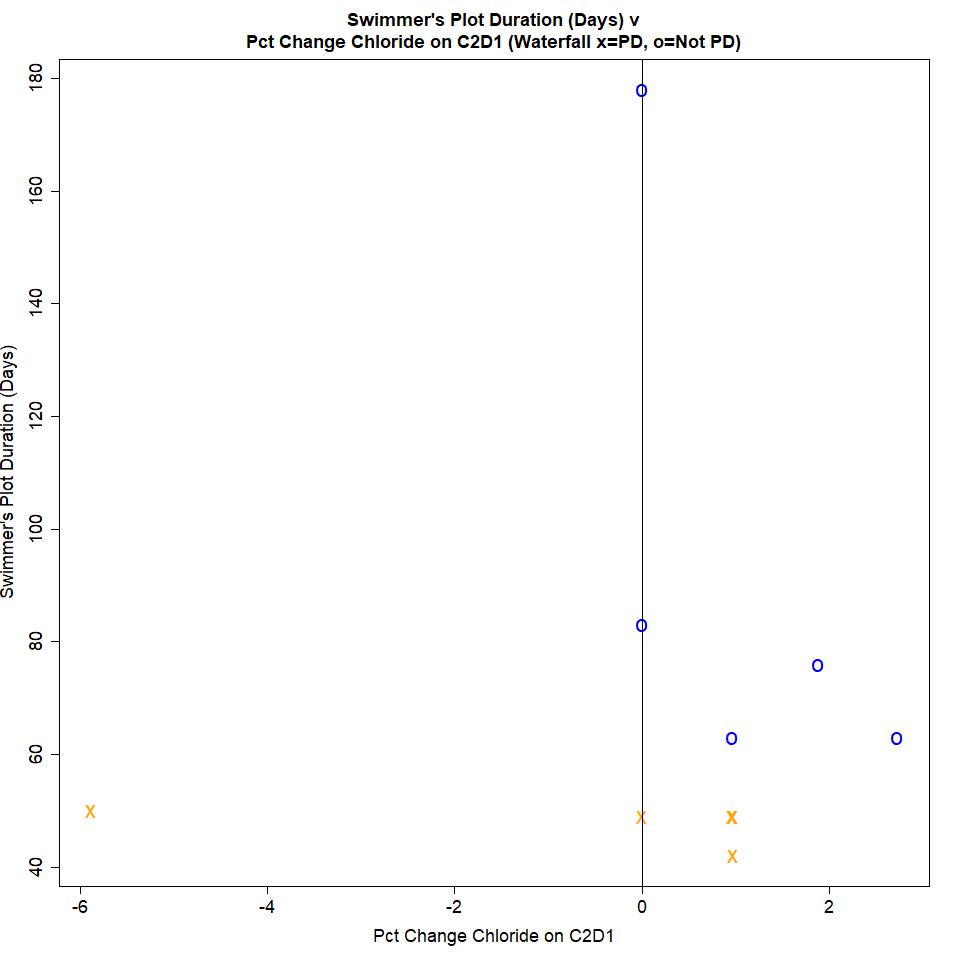 Swimmer's Plot Duration (Days) v
Pct Change Chloride on C2D1 (Waterfall x=PD, o=Not PD)
Swimmer's Plot Duration (Days)
180
160
140
120
100
80
60
40
O
O
O
O
O
X
X
X
X
-6
-4
-2
0
2
Pct Change Chloride on C2D1